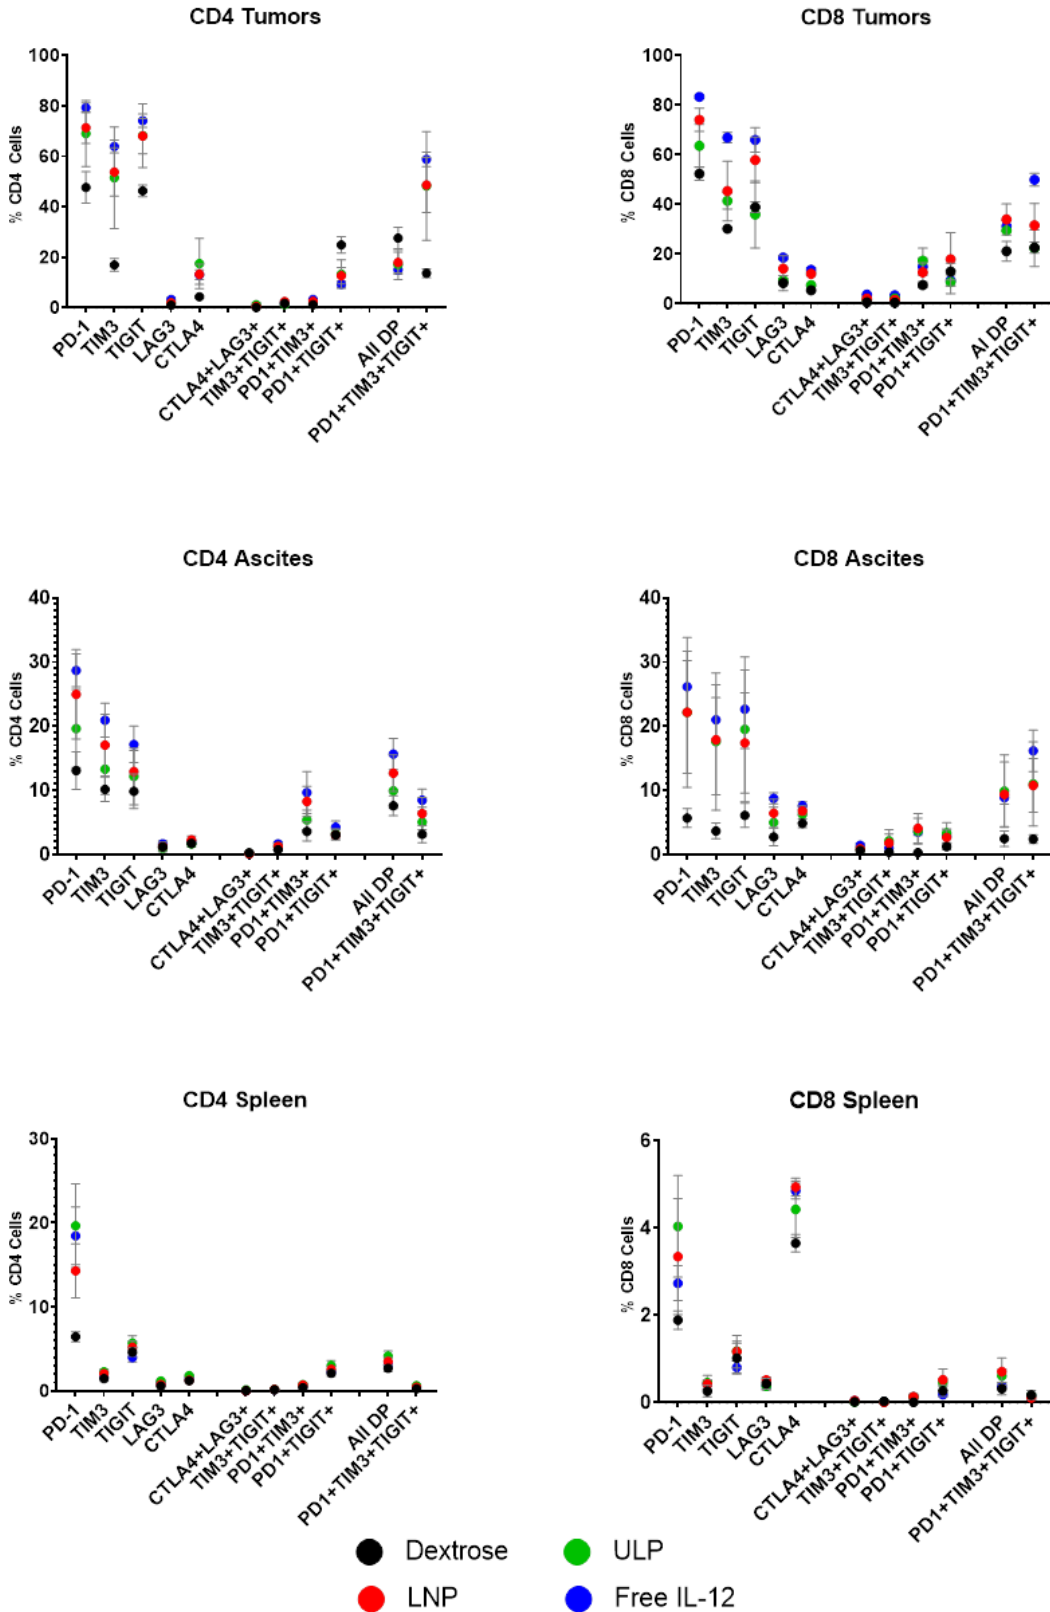 CD4 Tumors
% CD4 Cells
100
80
60
40
20
0
PD-1
TIM3
TIGIT
LAG3
CTLA4
CTLA4+LAG3+
TIM3+TIGIT+
PD1+TIM3+
PD1+TIGIT+
All DP
PD1+TIM3+TIGIT+
CD8 Tumors
% CD8 Cells
100
80
60
40
20
0
PD-1
TIM3
TIGIT
LAG3
CTLA4
CTLA4+LAG3+
TIM3+TIGIT+
PD1+TIM3+
PD1+TIGIT+
Al DP
PD1+TIM3+TIGIT+
CD4 Ascites
% CD4 Cells
40
30
20
10
0
PD-1
TIM3
TIGIT
LAG3
CTLA4
CTLA4+LAG3+
TIM3+TIGIT+
PD1+TIM3+
PD1+TIGIT+
All DP
PD1+TIM3+TIGIT+
CD8 Ascites
% CD8 Cells
40
30
20
10
0
PD-1
TIM3
TIGIT
LAG3
CTLA4
CTLA4+LAG3+
TIM3+TIGIT+
PD1+TIM3+
PD1+TIGIT+
All DP
PD1+TIM3+TIGIT+
CD4 Spleen
% CD4 Cells
30
20
10
0
PD-1
TIM3
TIGIT
LAG3
CTLA4
CTLA4+LAG3+
TIM3+TIGIT+
PD1+TIM3+
PD1+TIGIT+
All DP
PD1+TIM3+TIGIT+
CD8 Spleen
% CD8 Cells
6
4
2
0
PD-1
TIM3
TIGIT
LAG3
CTLA4
CTLA4+LAG3+
TIM3+TIGIT+
PD1+TIM3+
PD1+TIGIT+
All DP
PD1+TIM3+TIGIT+
Dextrose
ULP
LNP
Free IL-12